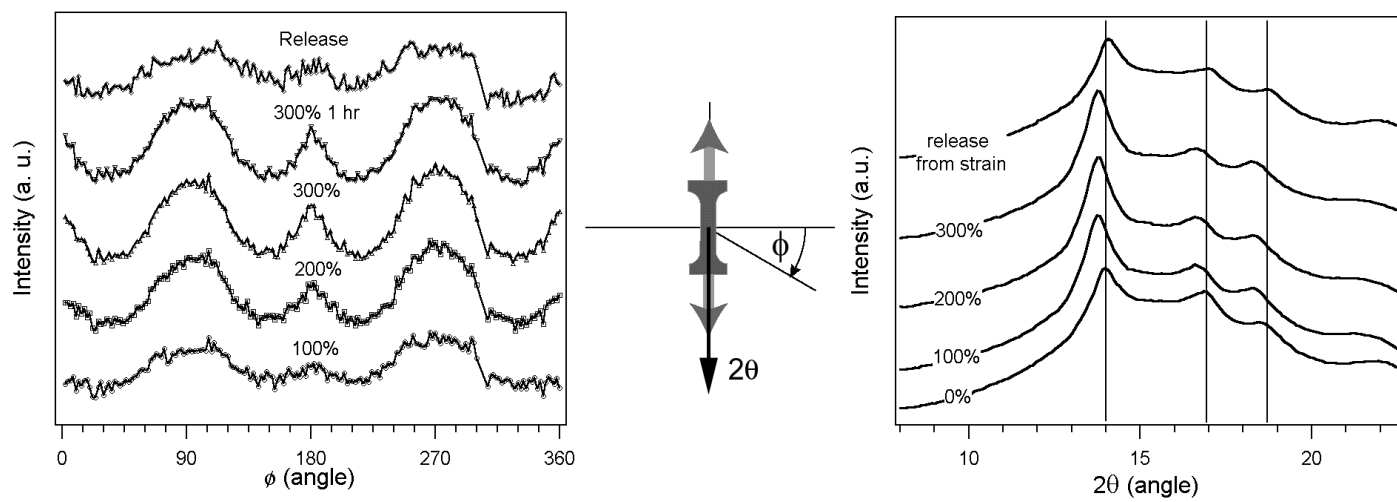 Intensity (a. u.)
Release
300% 1 hr
300%
200%
100%
0 90 180 270 360
ϕ (angle)
ϕ
2θ
Intensity (a.u.)
release
from strain
300%
200%
100%
0%
10 15 20
2θ (angle)